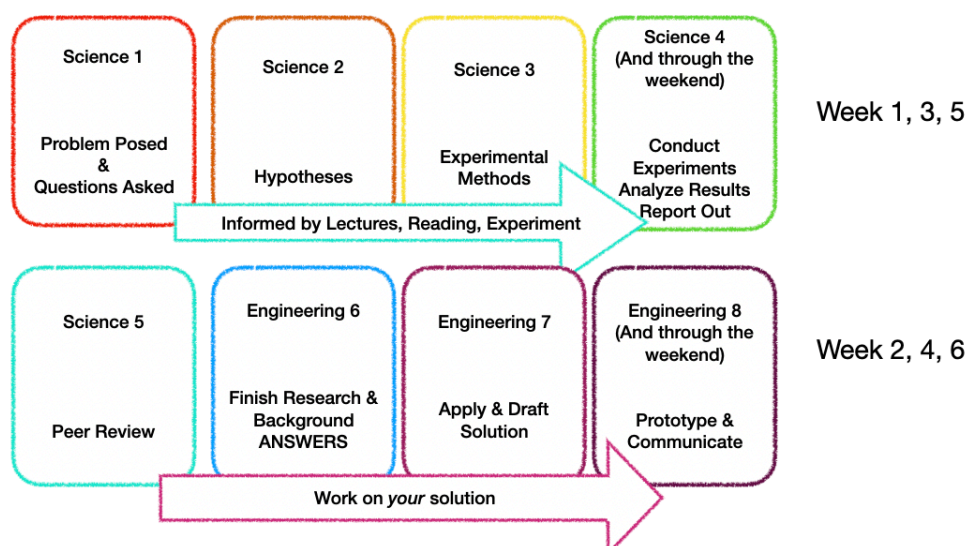 Science 1
Problem Posed
&
Questions Asked
Science 2
Hypotheses
Science 3
Experimental
Methods
Science 4
(And through the
weekend)
Conduct
Experiments
Analyze Results
Report Out
Week 1, 3, 5
Informed by Lectures, Reading, Experiment
Science 5
Peer Review
Engineering 6
Finish Research &
Background
ANSWERS
Engineering 7
Apply & Draft
Solution
Engineering 8
(And through the
weekend)
Prototype &
Communicate
Week 2, 4, 6
Work on your solution